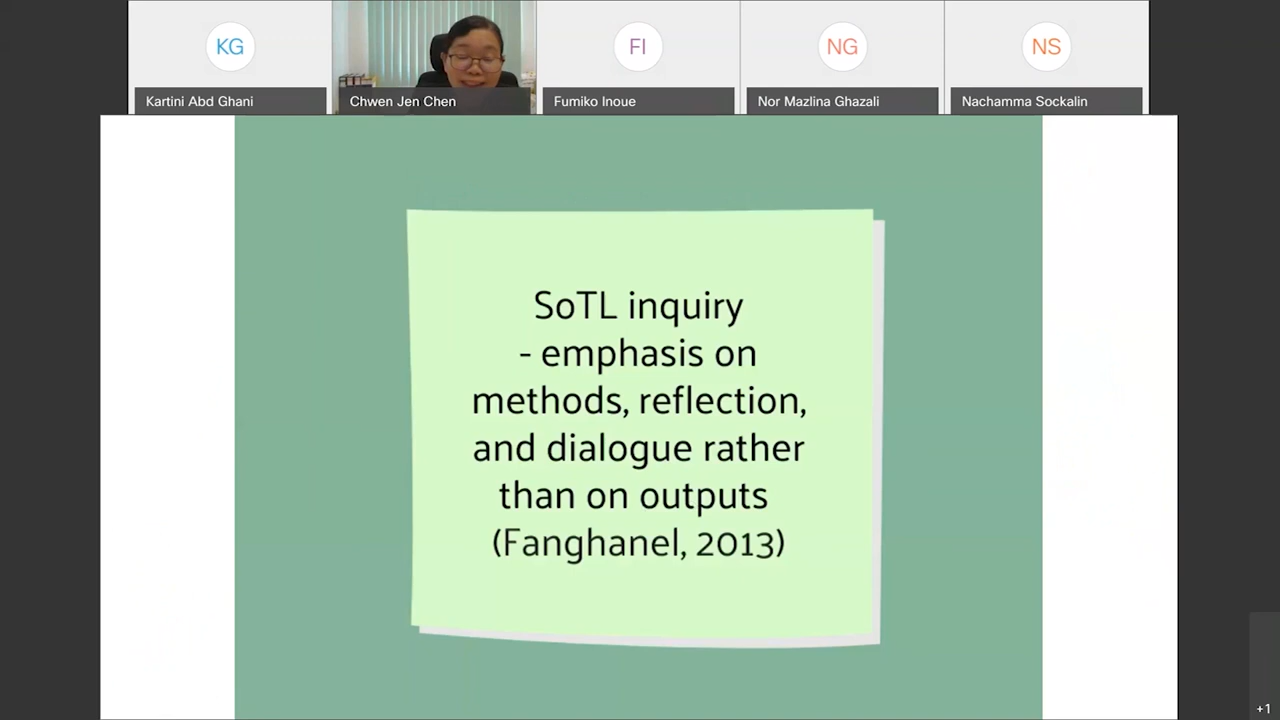 KG
Kartini Abd Ghani
Chwen Jen Chen
FI
Fumiko Inoue
NG
Nor Mazlina Ghazali
NS
Nachamma Sockalin
SoTL inquiry
- emphasis on
methods, reflection,
and dialogue rather
than on outputs
(Fanghanel, 2013)
+1